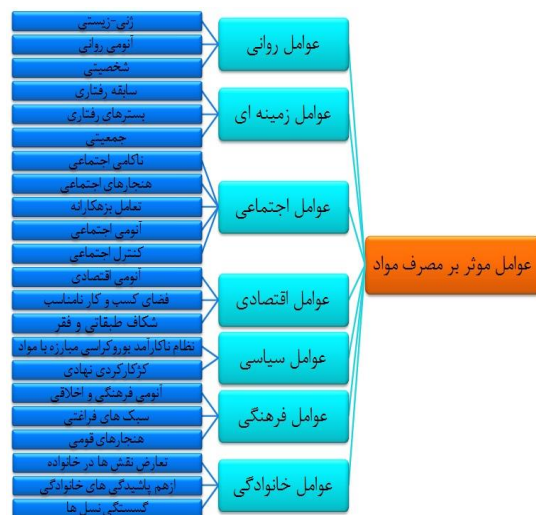 عوامل موثر بر مصرف مواد
عوامل روانی
ژنی-زیستی
آنومی روانی
شخصیتی
عوامل زمینه ای
سابقه رفتاری
بسترهای رفتاری
جمعیتی
عوامل اجتماعی
ناکامی اجتماعی
هنجارهای اجتماعی
تعامل بزهکارانه
آنومی اجتماعی
کنترل اجتماعی
عوامل اقتصادی
آنومی اقتصادی
فضای کسب و کار نامناسب
شکاف طبقاتی و فقر
عوامل سیاسی
نظام ناکارآمد بوروکراسی مبارزه با مواد
کژکارکردی نهادی
عوامل فرهنگی
آنومی فرهنگی و اخلاقی
سبک های فراغتی
هنجارهای قومی
عوامل خانوادگی
تعارض نقش ها در خانواده
ازهم پاشیدگی های خانوادگی
گسستگی نسل ها